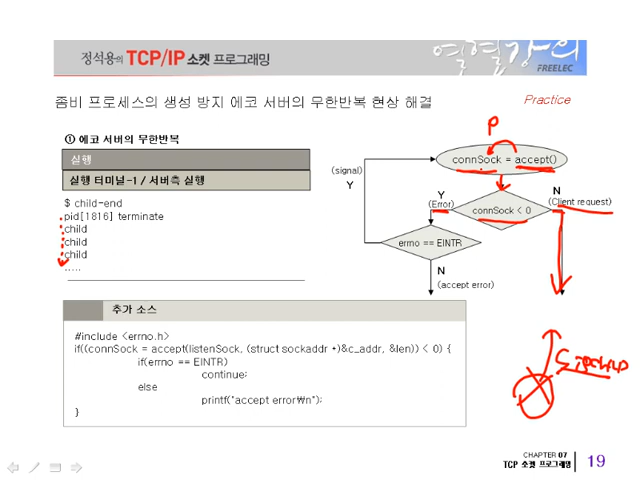 정석용의 TCP/IP 소켓 프로그래밍
열혈강의
FREELEC
좀비 프로세스의 생성 방지 에코 서버의 무한반복 현상 해결
Practice
① 에코 서버의 무한반복
실행
실행 터미널-1 / 서버측 실행
$ child-end
pid[1816] terminate
child
child
child
.....
P
connSock = accept()
(signal)
Y
Y
(Error)
N
(Client request)
connSock < 0
errno == EINTR
N
(accept error)
추가 소스
#include <errno.h>
if((connSock = accept(listenSock, (struct sockaddr *)&c_addr, &len)) < 0) {
if(errno == EINTR)
continue;
else
printf("accept error₩n");
}
CHAPTER 07
TCP 소켓 프로그래밍
19